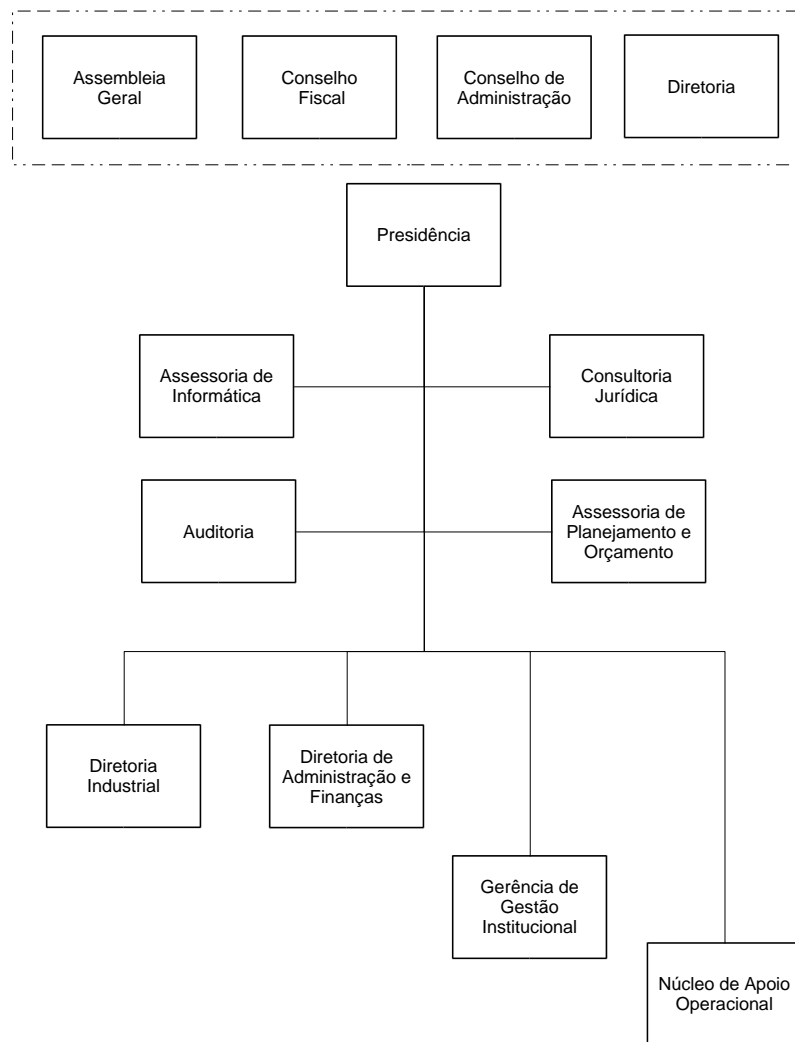 Assembleia
Geral
Conselho
Fiscal
Conselho de
Administração
Diretoria
Presidência
Assessoria de
Informática
Consultoria
Jurídica
Auditoria
Assessoria de
Planejamento e
Orçamento
Diretoria
Industrial
Diretoria de
Administração e
Finanças
Gerência de
Gestão
Institucional
Núcleo de Apoio
Operacional